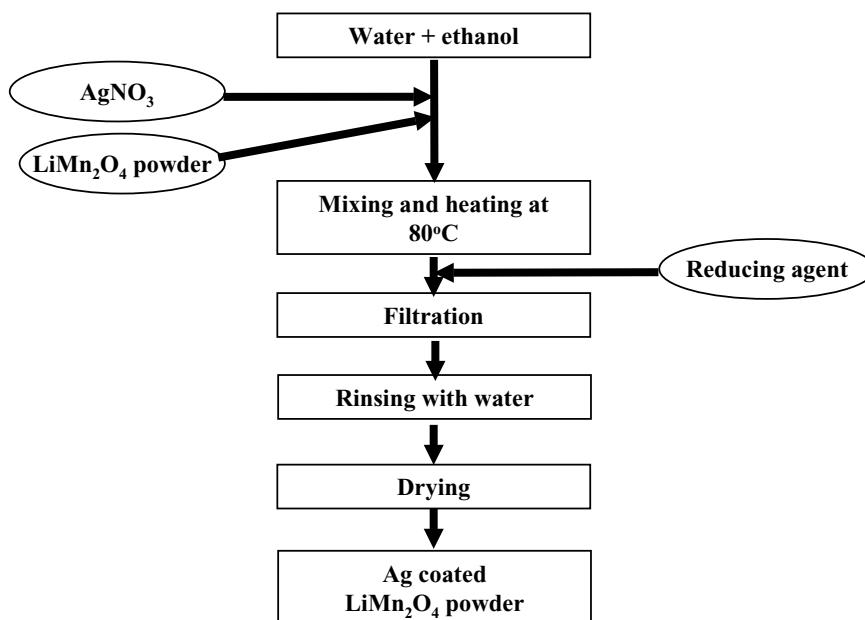 Water + ethanol
AgNO₃
LiMn₂O₄ powder
Mixing and heating at
80°C
Reducing agent
Filtration
Rinsing with water
Drying
Ag coated
LiMn₂O₄ powder